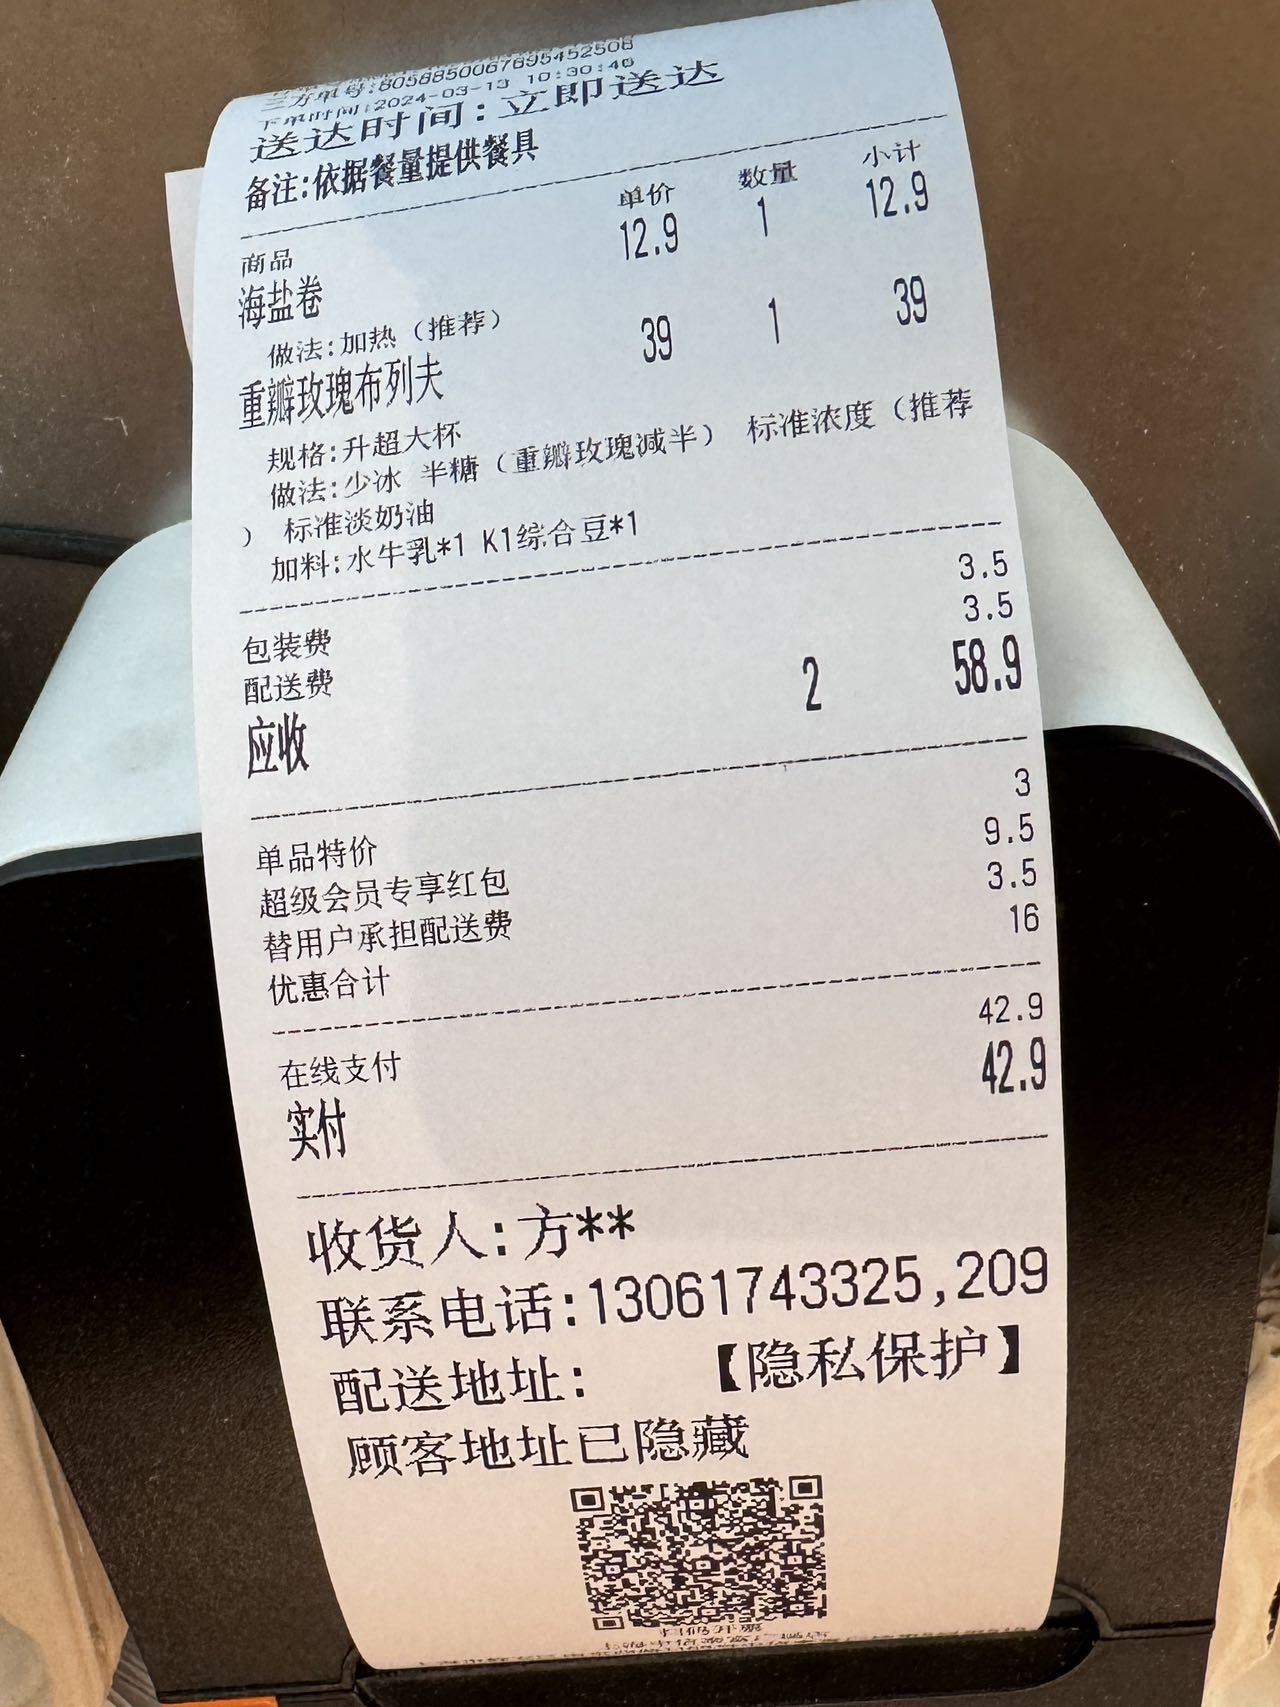 三方单号:8058850067895452508
下单时间:2024-03-13 10:30:40
送达时间:立即送达
备注:依据餐量提供餐具
商品 单价 数量 小计
海盐卷 12.9 1 12.9
做法:加热（推荐）
重瓣玫瑰布列夫 39 1 39
规格:升超大杯
做法:少冰 半糖（重瓣玫瑰减半） 标准浓度（推荐
） 标准淡奶油
加料:水牛乳*1 K1综合豆*1
包装费 3.5
配送费 3.5
应收 2 58.9
单品特价 3
超级会员专享红包 9.5
替用户承担配送费 3.5
优惠合计 16
在线支付 42.9
实付 42.9
收货人:方**
联系电话:13061743325,209
配送地址: 【隐私保护】
顾客地址已隐藏
扫码开票